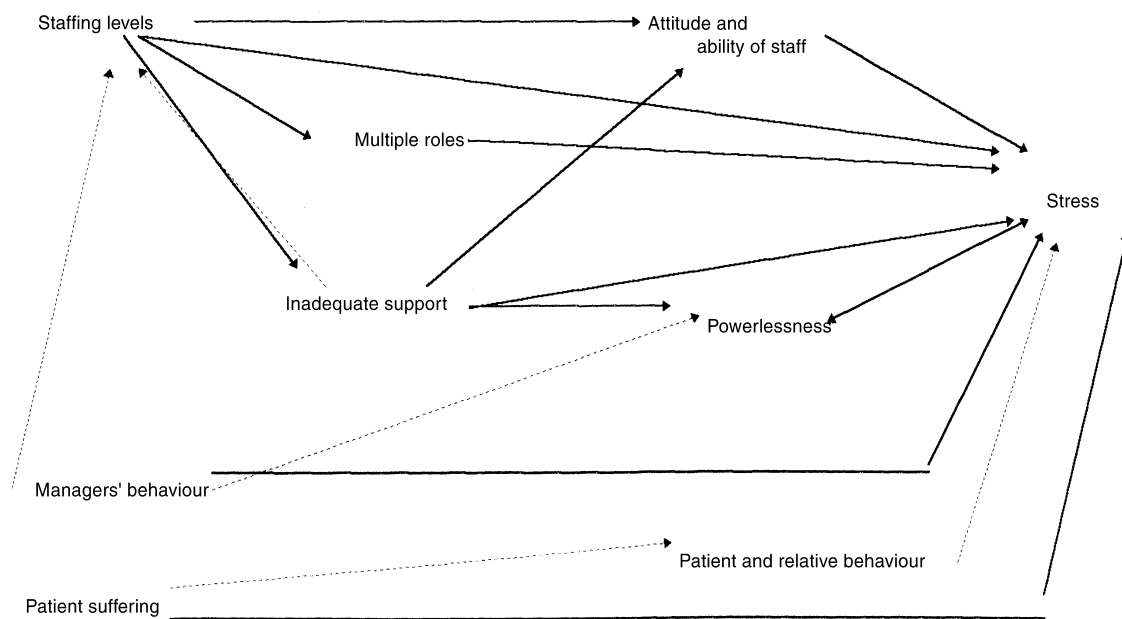 Staffing levels
Attitude and
ability of staff
Multiple roles
Stress
Inadequate support
Powerlessness
Managers' behaviour
Patient and relative behaviour
Patient suffering